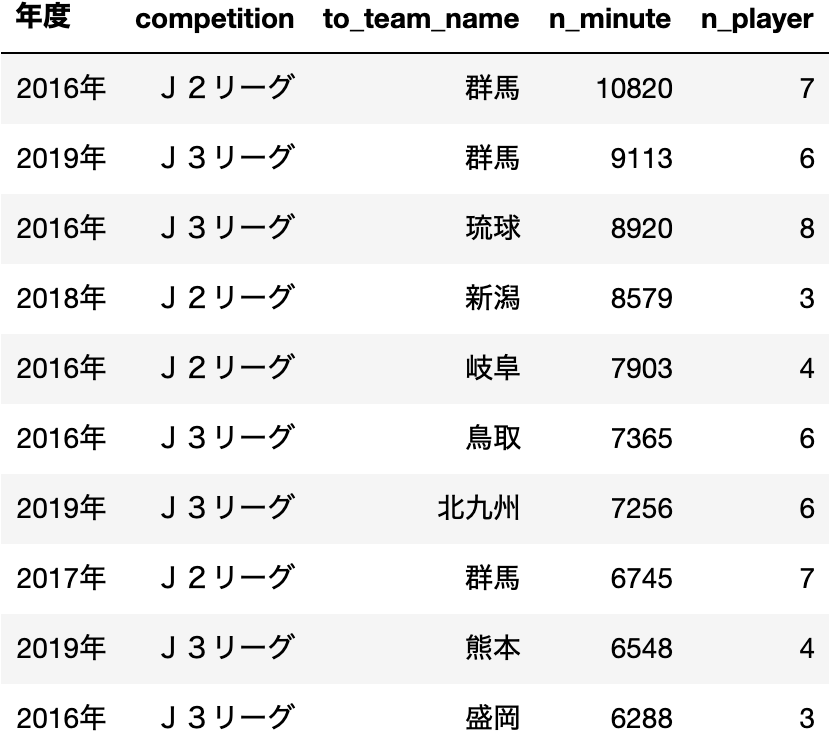 年度 competition to_team_name n_minute n_player
2016年 Ｊ２リーグ 群馬 10820 7
2019年 Ｊ３リーグ 群馬 9113 6
2016年 Ｊ３リーグ 琉球 8920 8
2018年 Ｊ２リーグ 新潟 8579 3
2016年 Ｊ２リーグ 岐阜 7903 4
2016年 Ｊ３リーグ 鳥取 7365 6
2019年 Ｊ３リーグ 北九州 7256 6
2017年 Ｊ２リーグ 群馬 6745 7
2019年 Ｊ３リーグ 熊本 6548 4
2016年 Ｊ３リーグ 盛岡 6288 3